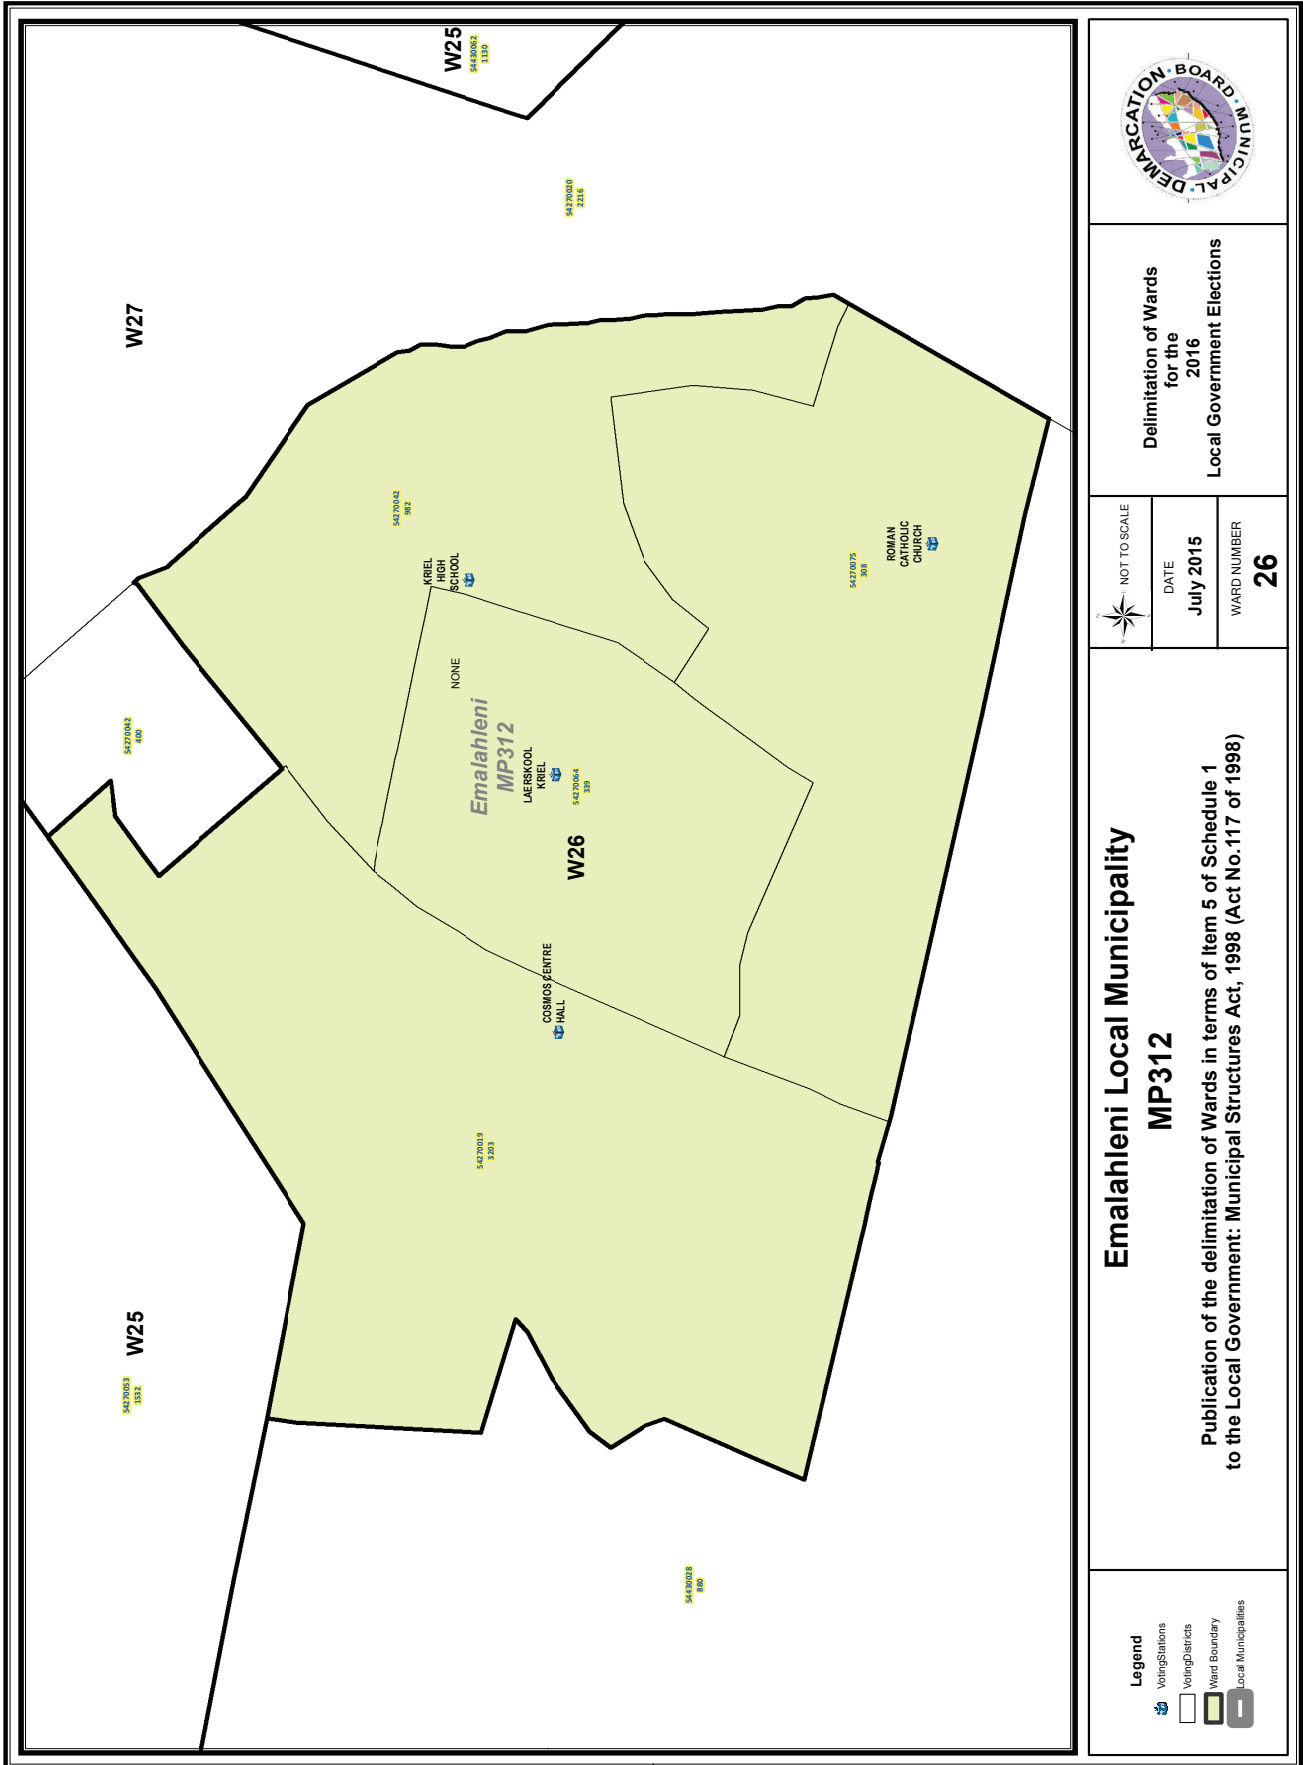 W25
54430062
1130
54270020
2216
W27
54270042
982
KRIEL
HIGH
SCHOOL
54270075
308
ROMAN
CATHOLIC
CHURCH
NONE
54270042
400
Emalahleni
MP312
LAERSKOOL
KRIEL
54270064
339
W26
COSMOS CENTRE
HALL
54270019
3203
W25
54270053
1532
54430028
880
Legend
VotingStations
VotingDistricts
Ward Boundary
Local Municipalities
Emalahleni Local Municipality
MP312
Publication of the delimitation of Wards in terms of Item 5 of Schedule 1
to the Local Government: Municipal Structures Act, 1998 (Act No.117 of 1998)
N
W
E
S
NOT TO SCALE
DATE
July 2015
WARD NUMBER
26
Delimitation of Wards
for the
2016
Local Government Elections
MUNICIPAL · DEMARCATION · BOARD ·